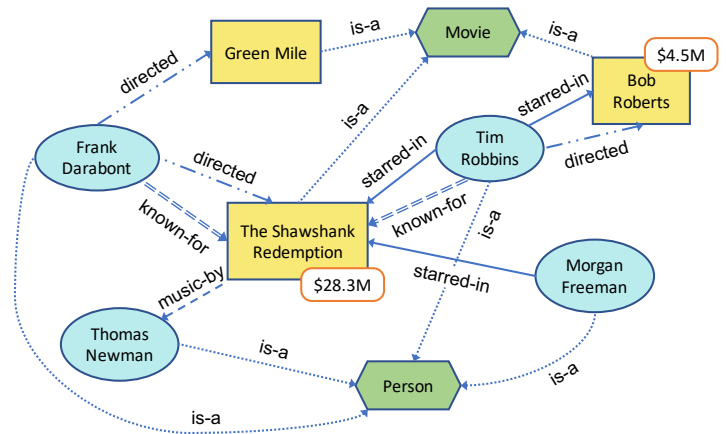 is-a
Movie
is-a
Green Mile
$4.5M
directed
Bob
Roberts
starred-in
is-a
Frank
Darabont
directed
starred-in
Tim
Robbins
directed
known-for
known-for
is-a
The Shawshank
Redemption
Morgan
Freeman
music-by
$28.3M
starred-in
Thomas
Newman
is-a
Person
is-a
is-a